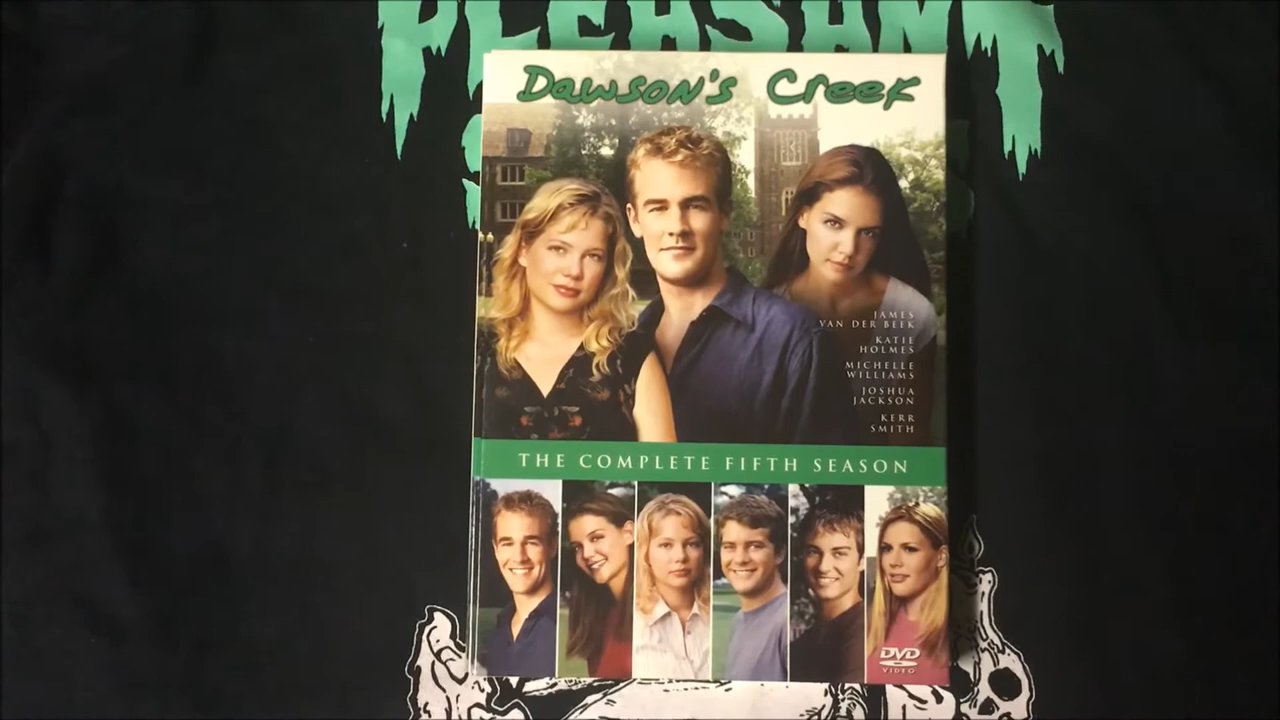 PLEASANT
Dawson's Creek
JAMES
VAN DER BEEK
KATIE
HOLMES
MICHELLE
WILLIAMS
JOSHUA
JACKSON
KERR
SMITH
THE COMPLETE FIFTH SEASON
DVD
VIDEO